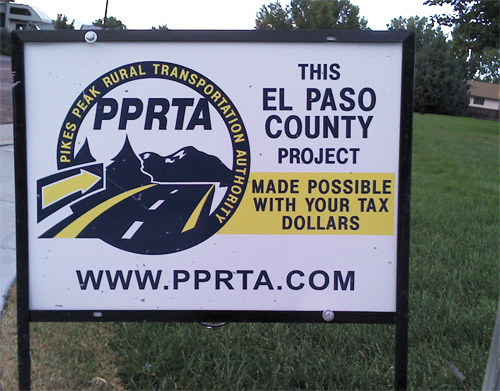 PIKES PEAK RURAL TRANSPORTATION AUTHORITY
PPRTA
THIS
EL PASO
COUNTY
PROJECT
MADE POSSIBLE
WITH YOUR TAX
DOLLARS
WWW.PPRTA.COM